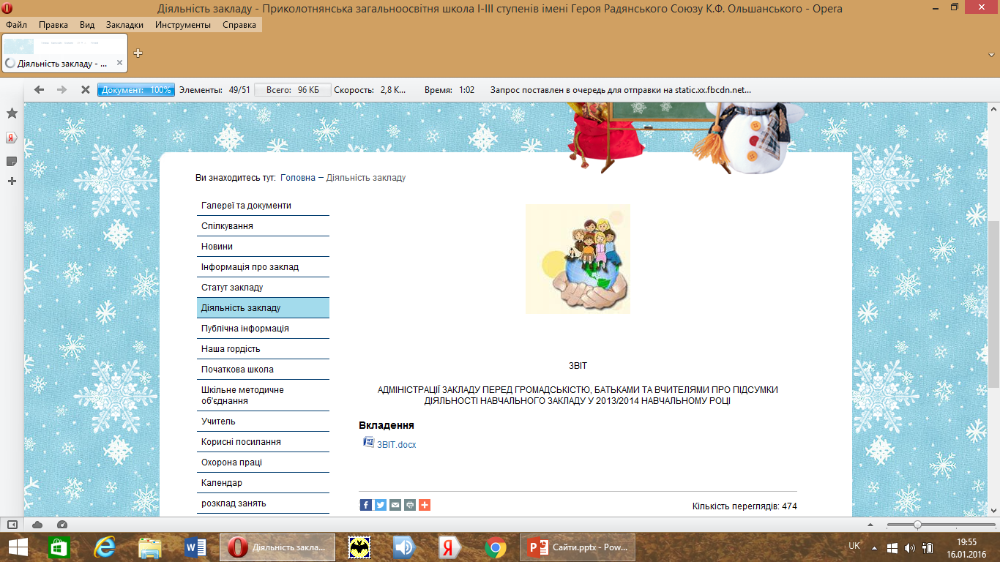 Діяльність закладу - Приколотнянська загальноосвітня школа І-ІІІ ступенів імені Героя Радянського Союзу К.Ф. Ольшанського - Opera
Файл Правка Вид Закладки Инструменты Справка
Діяльність закладу - ...
Документ: 100% Элементы: 49/51 Всего: 96 КБ Скорость: 2,8 К... Время: 1:02 Запрос поставлен в очередь для отправки на static.xx.fbcdn.net...
Ви знаходитесь тут: Головна – Діяльність закладу
Галереї та документи
Спілкування
Новини
Інформація про заклад
Статут закладу
Діяльність закладу
Публічна інформація
Наша гордість
Початкова школа
Шкільне методичне
об'єднання
Учитель
Корисні посилання
Охорона праці
Календар
розклад занять
ЗВІТ
АДМІНІСТРАЦІЇ ЗАКЛАДУ ПЕРЕД ГРОМАДСЬКІСТЮ, БАТЬКАМИ ТА ВЧИТЕЛЯМИ ПРО ПІДСУМКИ
ДІЯЛЬНОСТІ НАВЧАЛЬНОГО ЗАКЛАДУ У 2013/2014 НАВЧАЛЬНОМУ РОЦІ
Вкладення
ЗВІТ.docx
Кількість переглядів: 474
Діяльність закла...
Сайти.pptx - Pow...
UK
19:55
16.01.2016